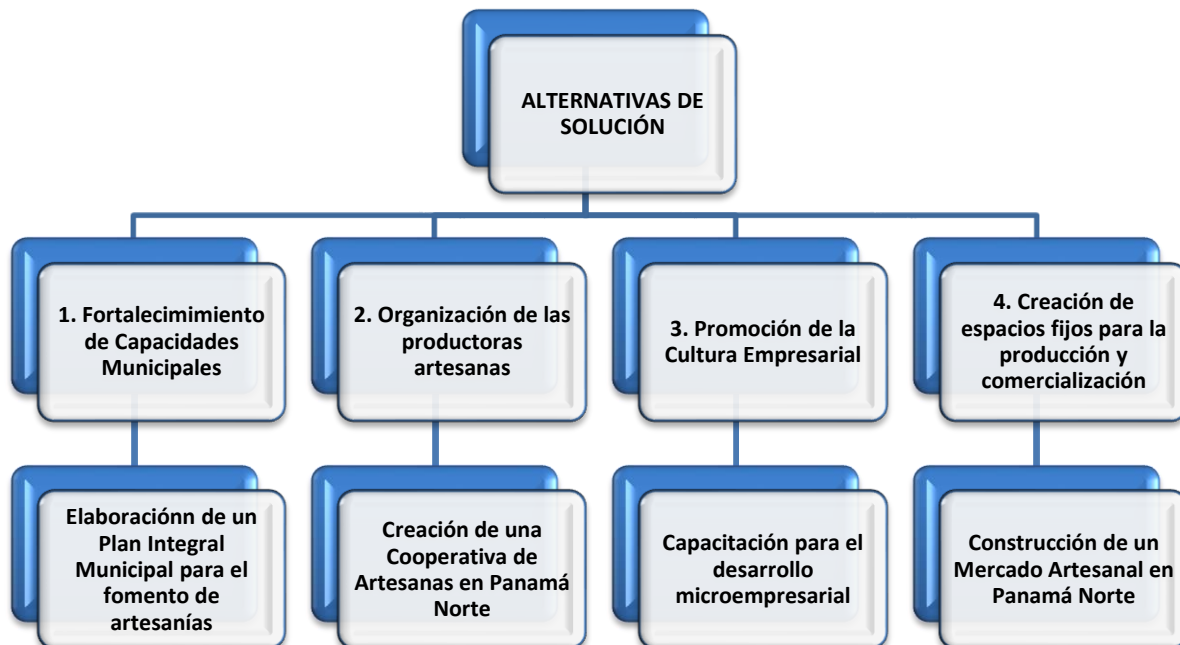 ALTERNATIVAS DE
SOLUCIÓN
1. Fortalecimimiento
de Capacidades
Municipales
2. Organización de las
productoras
artesanas
3. Promoción de la
Cultura Empresarial
4. Creación de
espacios fijos para la
producción y
comercialización
Elaboraciónn de un
Plan Integral
Municipal para el
fomento de
artesanías
Creación de una
Cooperativa de
Artesanas en Panamá
Norte
Capacitación para el
desarrollo
microempresarial
Construcción de un
Mercado Artesanal en
Panamá Norte